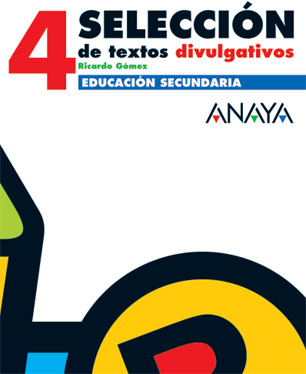 4 SELECCIÓN
de textos divulgativos
Ricardo Gómez
EDUCACIÓN SECUNDARIA
ANAYA